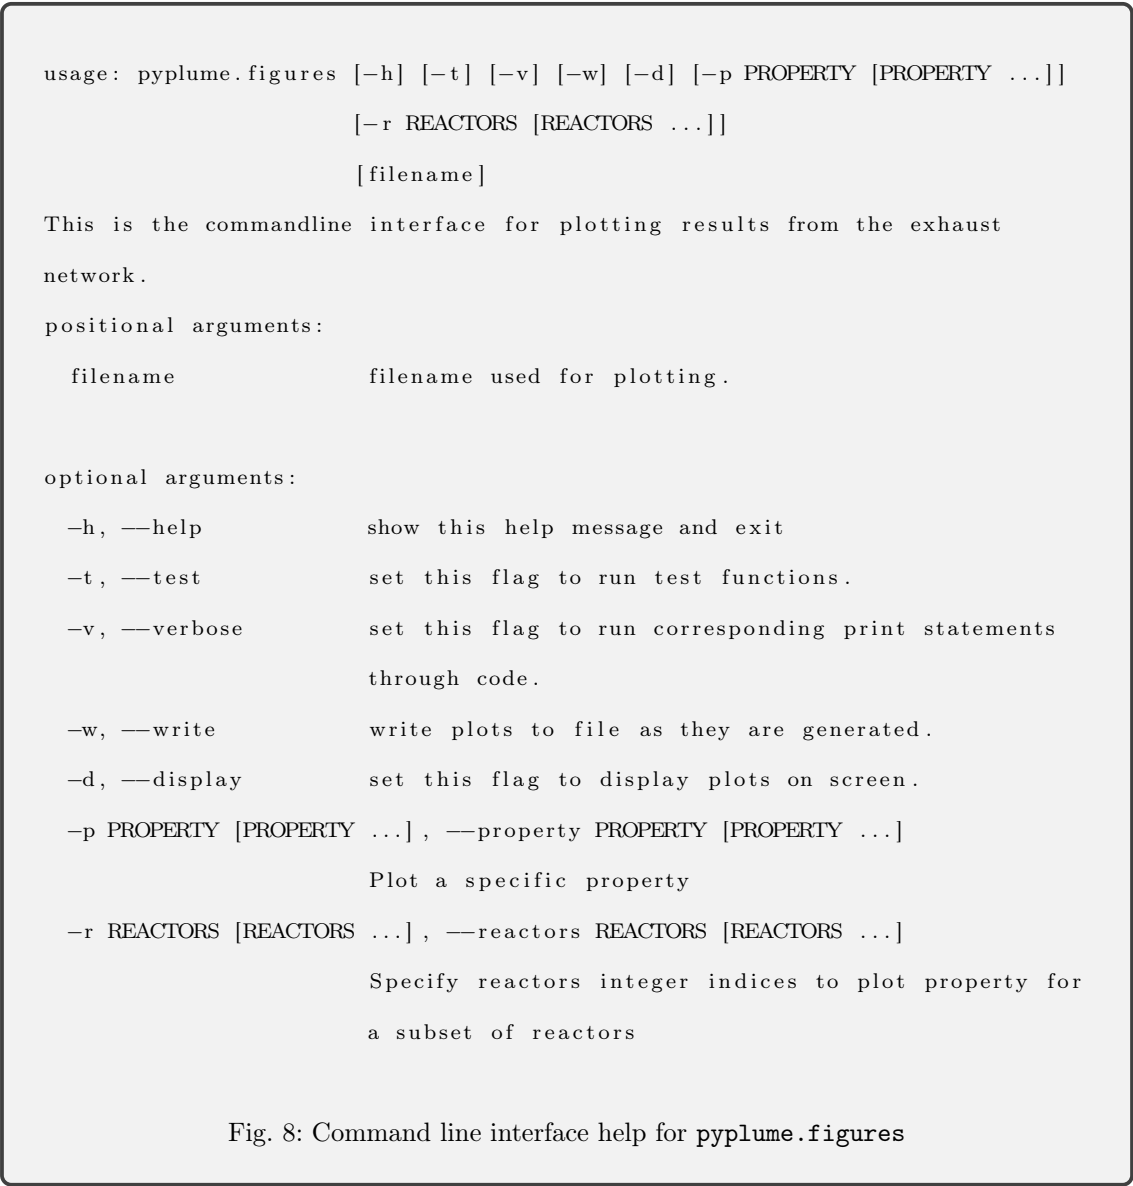 usage: pyplume.figures [-h] [-t] [-v] [-w] [-d] [-p PROPERTY [PROPERTY ...]]
[-r REACTORS [REACTORS ...]]
[filename]
This is the commandline interface for plotting results from the exhaust
network.
positional arguments:
filename filename used for plotting.
optional arguments:
-h, --help show this help message and exit
-t, --test set this flag to run test functions.
-v, --verbose set this flag to run corresponding print statements
through code.
-w, --write write plots to file as they are generated.
-d, --display set this flag to display plots on screen.
-p PROPERTY [PROPERTY ...], --property PROPERTY [PROPERTY ...]
Plot a specific property
-r REACTORS [REACTORS ...], --reactors REACTORS [REACTORS ...]
Specify reactors integer indices to plot property for
a subset of reactors
Fig. 8: Command line interface help for pyplume.figures